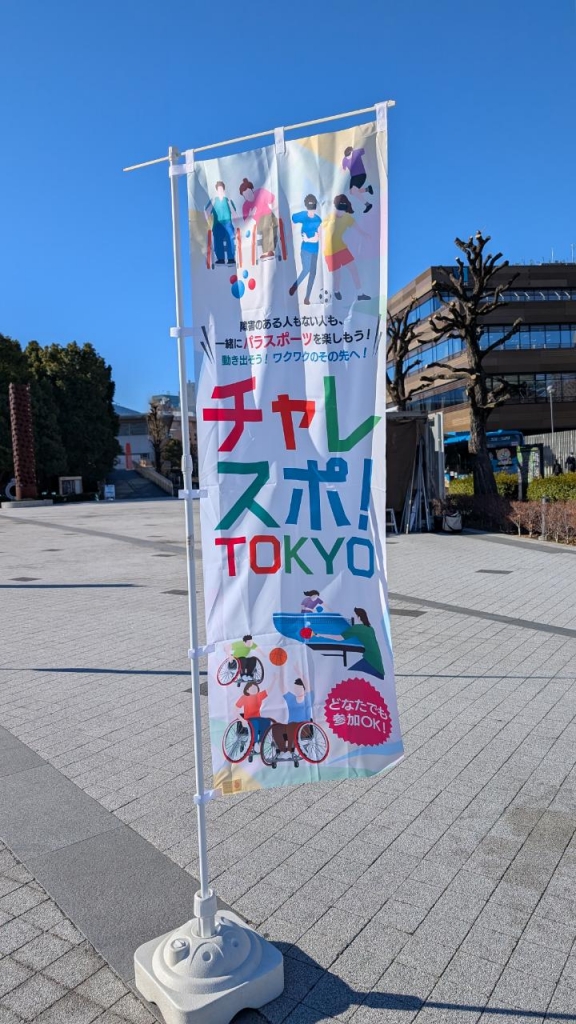 障害のある人もない人も、
一緒にパラスポーツを楽しもう！
動き出そう！ワクワクのその先へ！
チャレ
スポ！
TOKYO
どなたでも
参加OK！